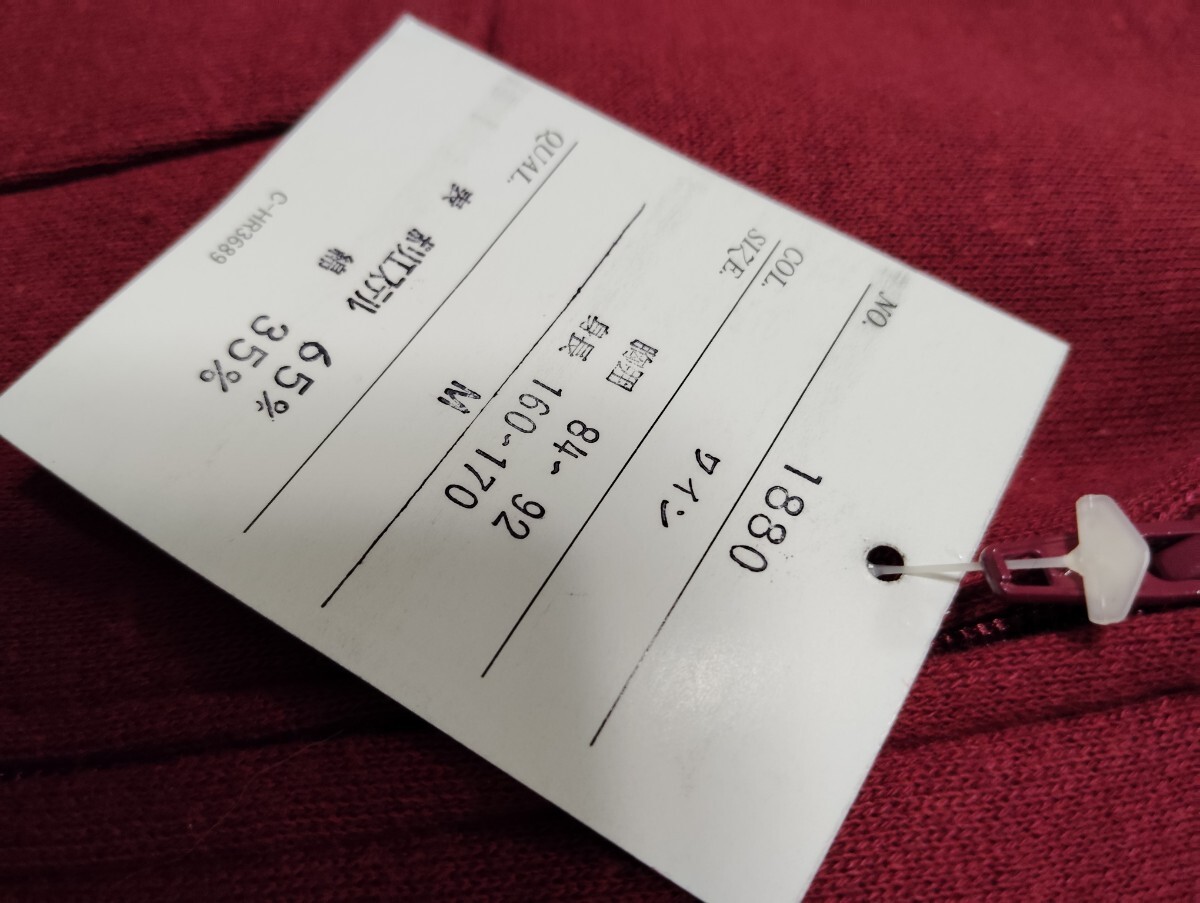 NO. 1880
COL. ワイン
SIZE. 胸囲 84~ 92
身長 160~170
M
QUAL.
表 ポリエステル 65%
綿 35%
C-HR3689